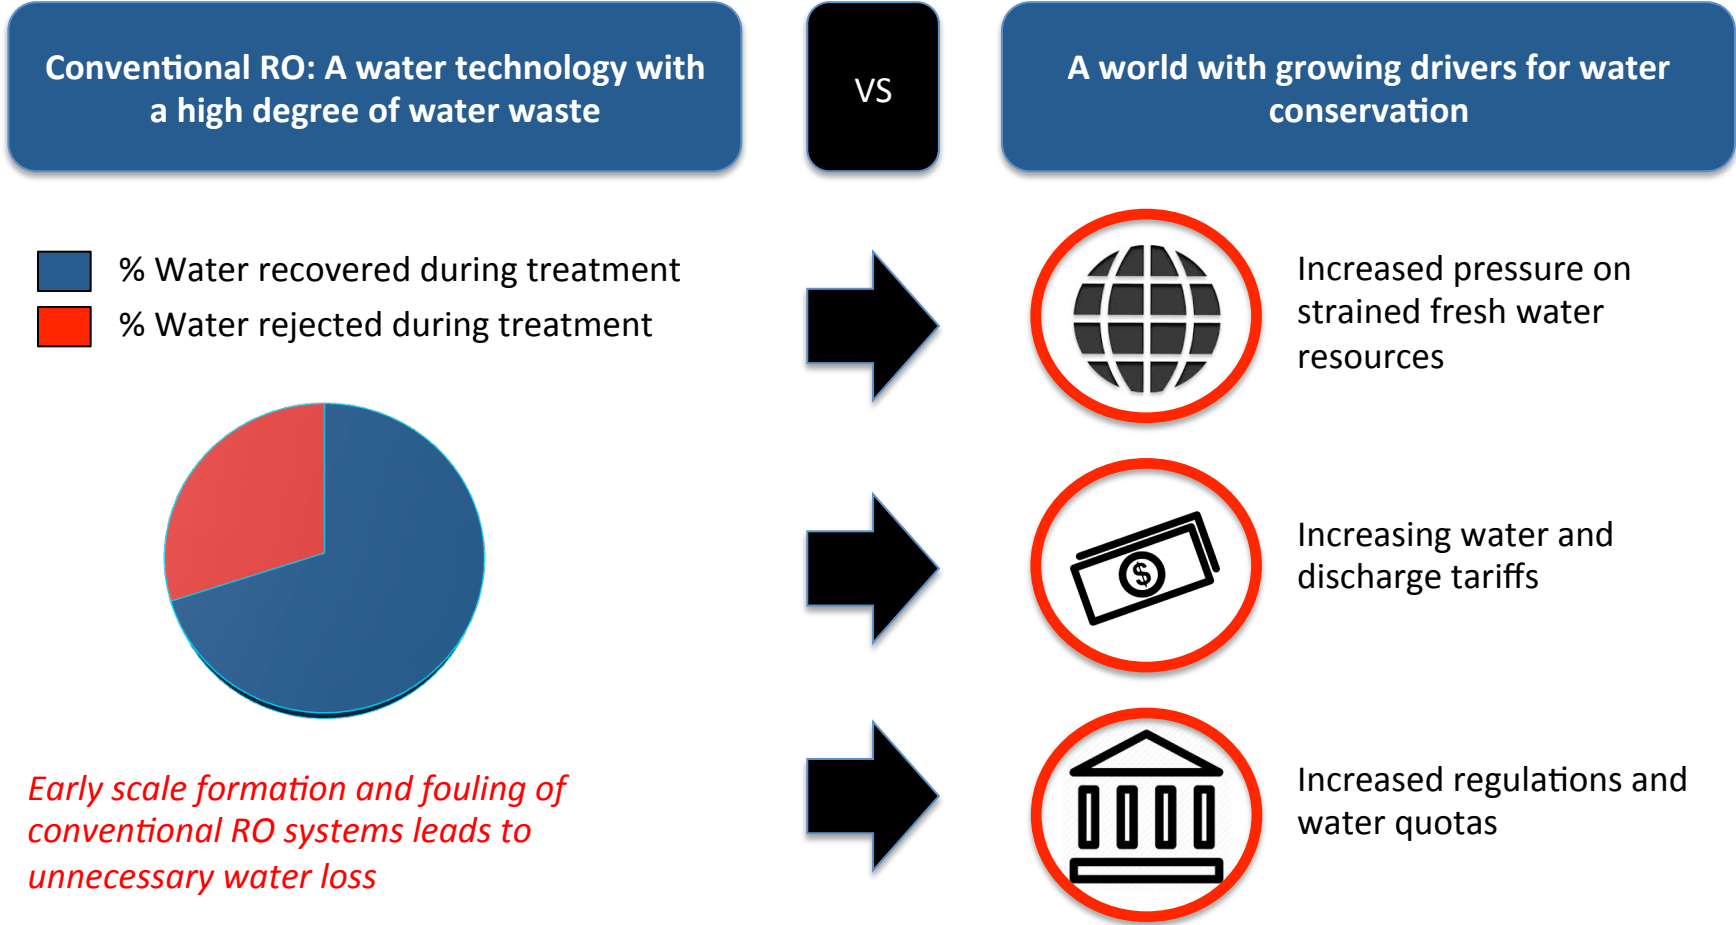 Conventional RO: A water technology with
a high degree of water waste
VS
A world with growing drivers for water
conservation
% Water recovered during treatment
% Water rejected during treatment
Early scale formation and fouling of
conventional RO systems leads to
unnecessary water loss
Increased pressure on
strained fresh water
resources
$
Increasing water and
discharge tariffs
Increased regulations and
water quotas